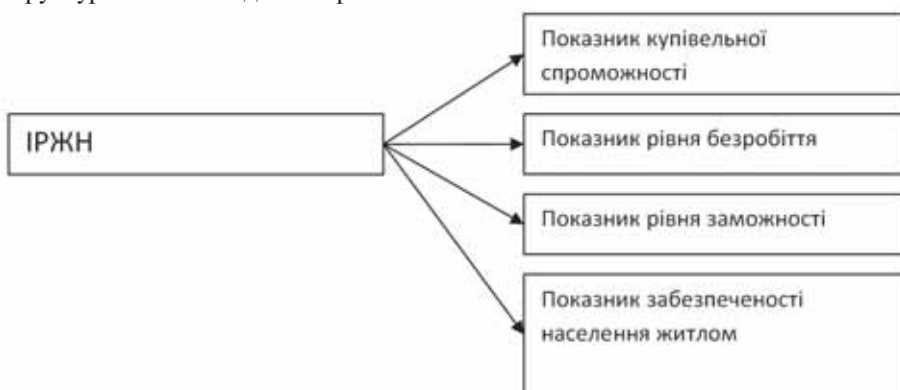 ІРЖН
Показник купівельної
спроможності
Показник рівня безробіття
Показник рівня заможності
Показник забезпеченості
населення житлом